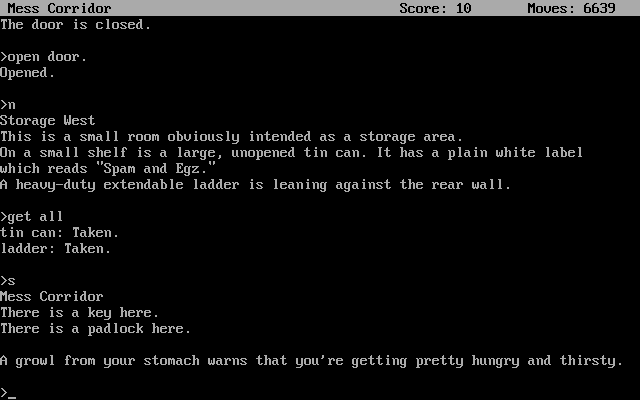 Mess Corridor Score: 10 Moves: 6639
The door is closed.
>open door.
Opened.
>n
Storage West
This is a small room obviously intended as a storage area.
On a small shelf is a large, unopened tin can. It has a plain white label
which reads "Spam and Egz."
A heavy-duty extendable ladder is leaning against the rear wall.
>get all
tin can: Taken.
ladder: Taken.
>s
Mess Corridor
There is a key here.
There is a padlock here.
A growl from your stomach warns that you're getting pretty hungry and thirsty.
>_